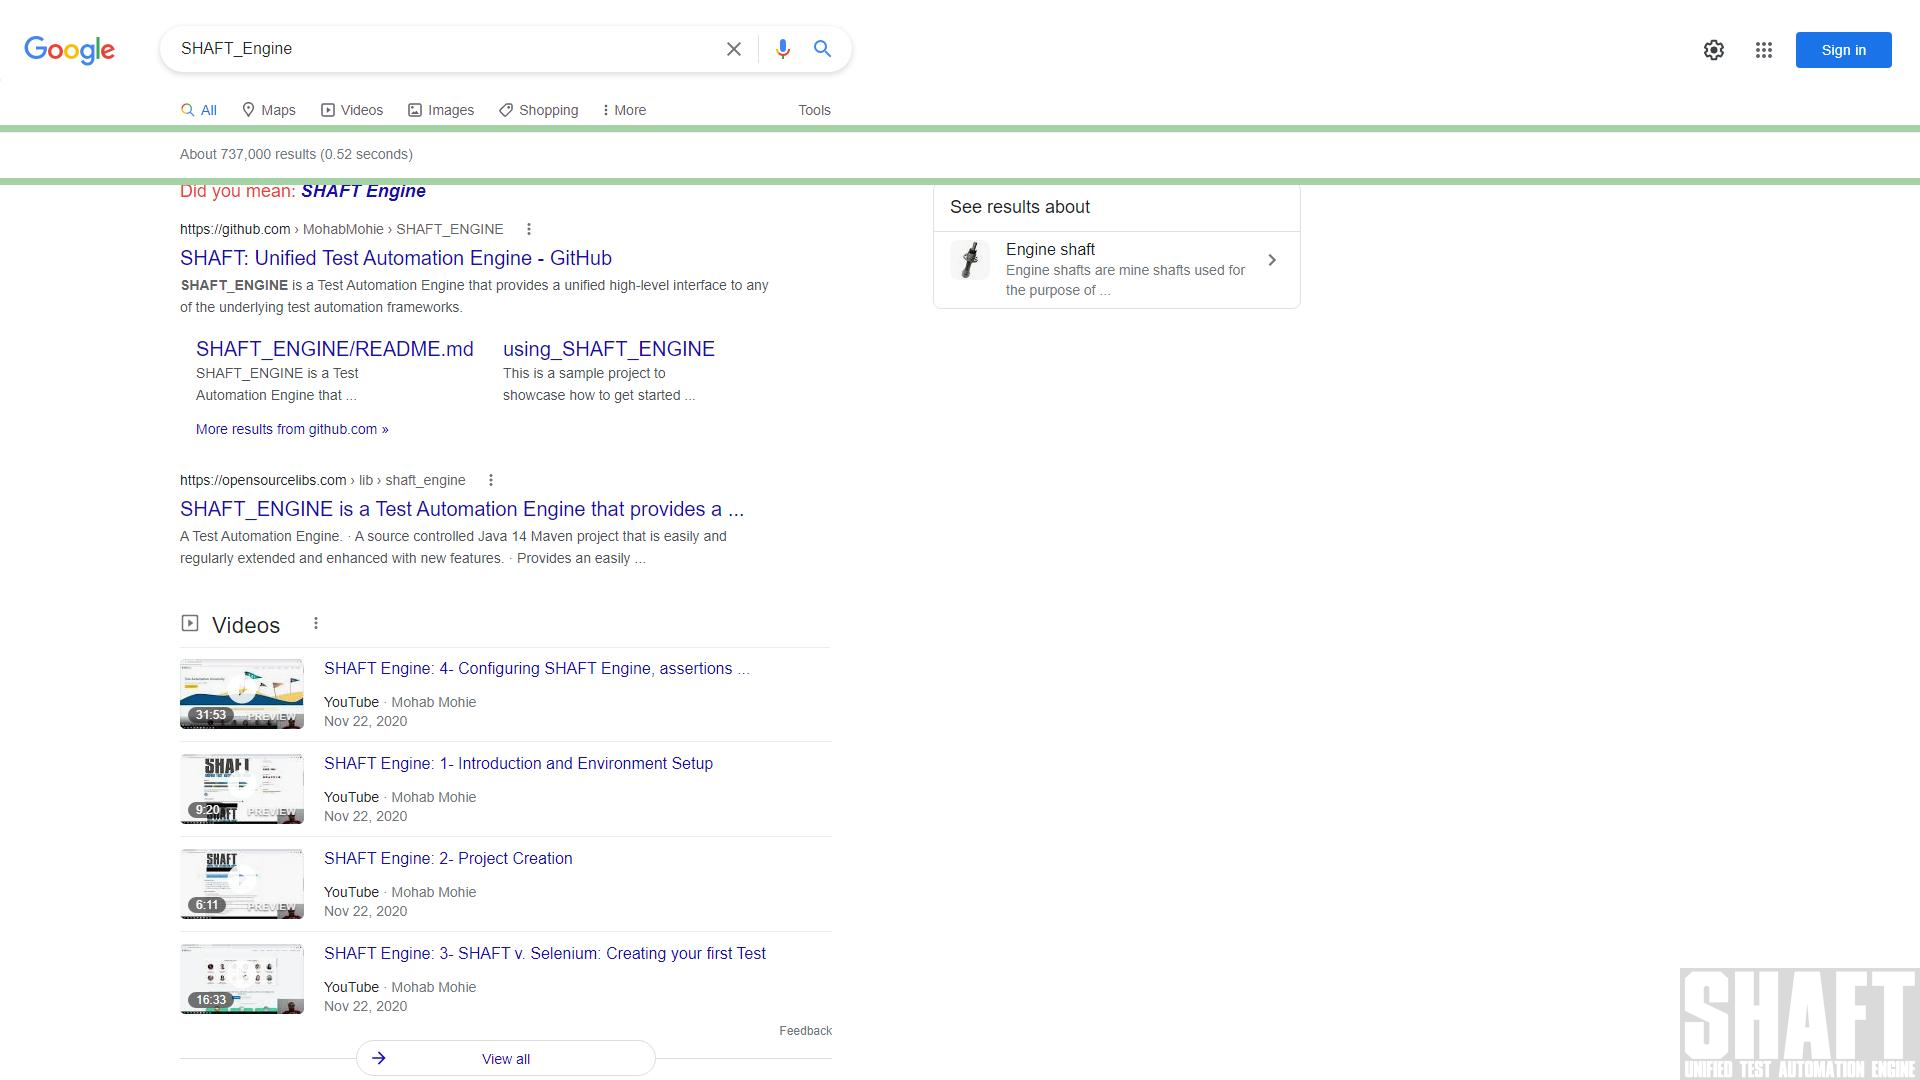 Google
SHAFT_Engine
Sign in
All
Maps
Videos
Images
Shopping
More
Tools
About 737,000 results (0.52 seconds)
Did you mean: SHAFT Engine
https://github.com › MohabMohie › SHAFT_ENGINE
SHAFT: Unified Test Automation Engine - GitHub
SHAFT_ENGINE is a Test Automation Engine that provides a unified high-level interface to any
of the underlying test automation frameworks.
SHAFT_ENGINE/README.md
SHAFT_ENGINE is a Test
Automation Engine that ...
using_SHAFT_ENGINE
This is a sample project to
showcase how to get started ...
More results from github.com »
https://opensourcelibs.com › lib › shaft_engine
SHAFT_ENGINE is a Test Automation Engine that provides a ...
A Test Automation Engine. · A source controlled Java 14 Maven project that is easily and
regularly extended and enhanced with new features. · Provides an easily ...
Videos
31:53
PREVIEW
SHAFT Engine: 4- Configuring SHAFT Engine, assertions ...
YouTube · Mohab Mohie
Nov 22, 2020
SHAFT
9:20
PREVIEW
SHAFT
SHAFT Engine: 1- Introduction and Environment Setup
YouTube · Mohab Mohie
Nov 22, 2020
SHAFT
6:11
PREVIEW
SHAFT Engine: 2- Project Creation
YouTube · Mohab Mohie
Nov 22, 2020
16:33
SHAFT Engine: 3- SHAFT v. Selenium: Creating your first Test
YouTube · Mohab Mohie
Nov 22, 2020
Feedback
View all
See results about
Engine shaft
Engine shafts are mine shafts used for
the purpose of ...
SHAFT
UNIFIED TEST AUTOMATION ENGINE